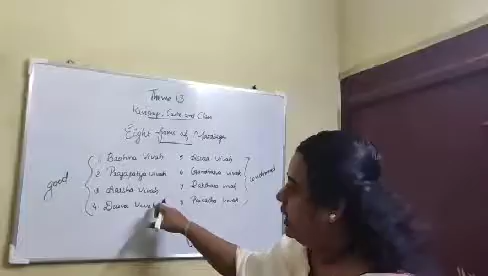 Theme 13
Kinship, Caste and Class
Eight forms of Marriage
good
1 Brahma Vivah
2 Prajapatya vivah
3 Aarsha Vivah
4 Daiva Vivah
5 Asura vivah
6 Gandharva vivah
7 Rakshasa vivah
8 Paisacha vivah